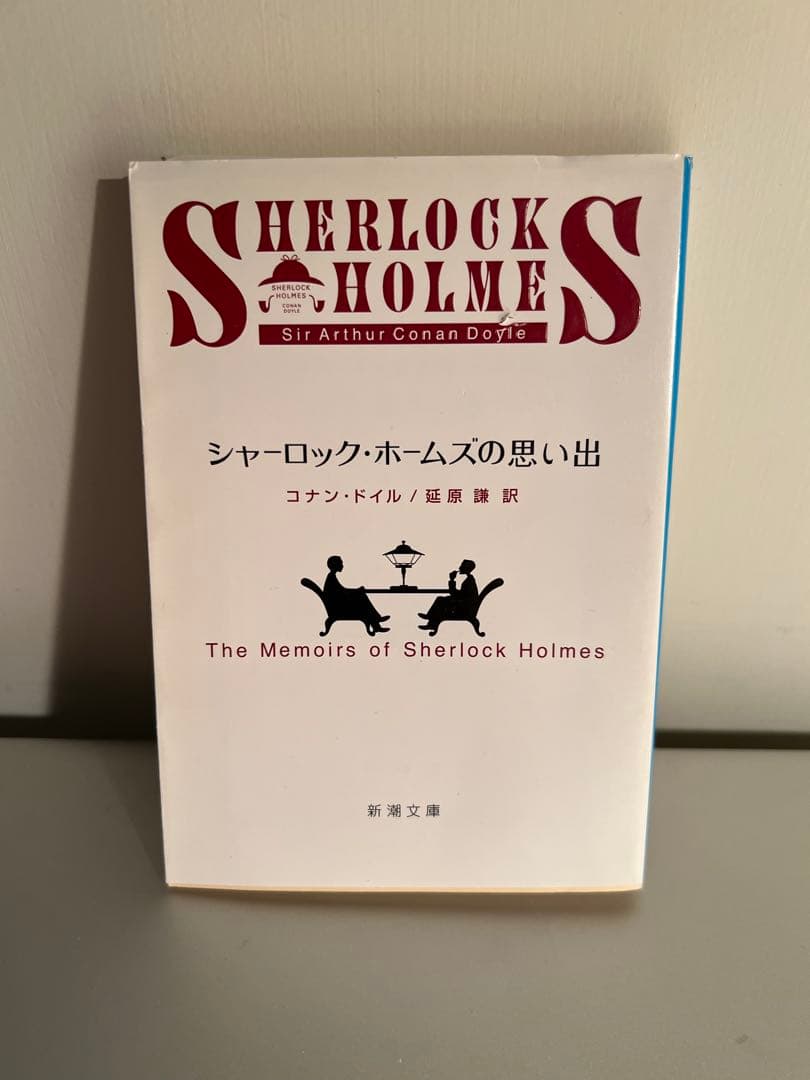 SHERLOCK
HOLMES
SHERLOCK
HOLMES
CONAN
DOYLE
Sir Arthur Conan Doyle
シャーロック・ホームズの思い出
コナン・ドイル/延原 謙 訳
The Memoirs of Sherlock Holmes
新潮文庫